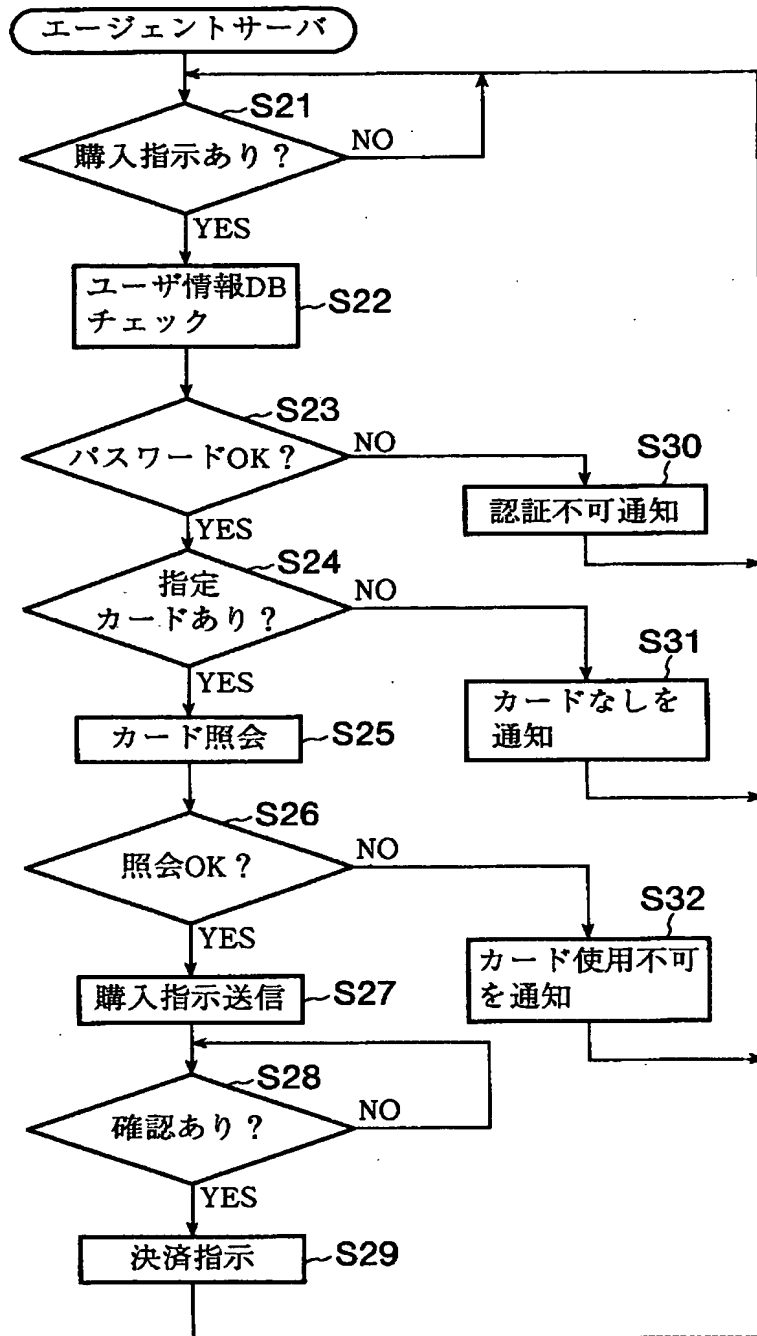 エージェントサーバ
S21
購入指示あり？
NO
YES
ユーザ情報DB
チェック
S22
S23
パスワードOK？
NO
YES
S30
認証不可通知
S24
指定
カードあり？
NO
YES
S31
カードなしを
通知
カード照会
S25
S26
照会OK？
NO
YES
S32
カード使用不可
を通知
購入指示送信
S27
S28
確認あり？
NO
YES
決済指示
S29